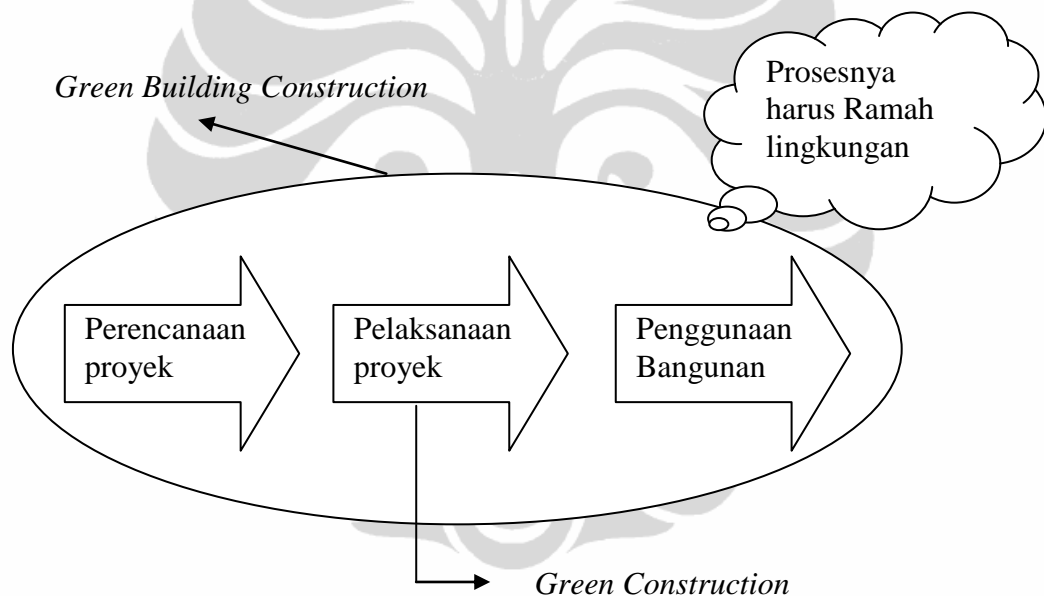 Green Building Construction
Prosesnya
harus Ramah
lingkungan
Perencanaan
proyek
Pelaksanaan
proyek
Penggunaan
Bangunan
Green Construction